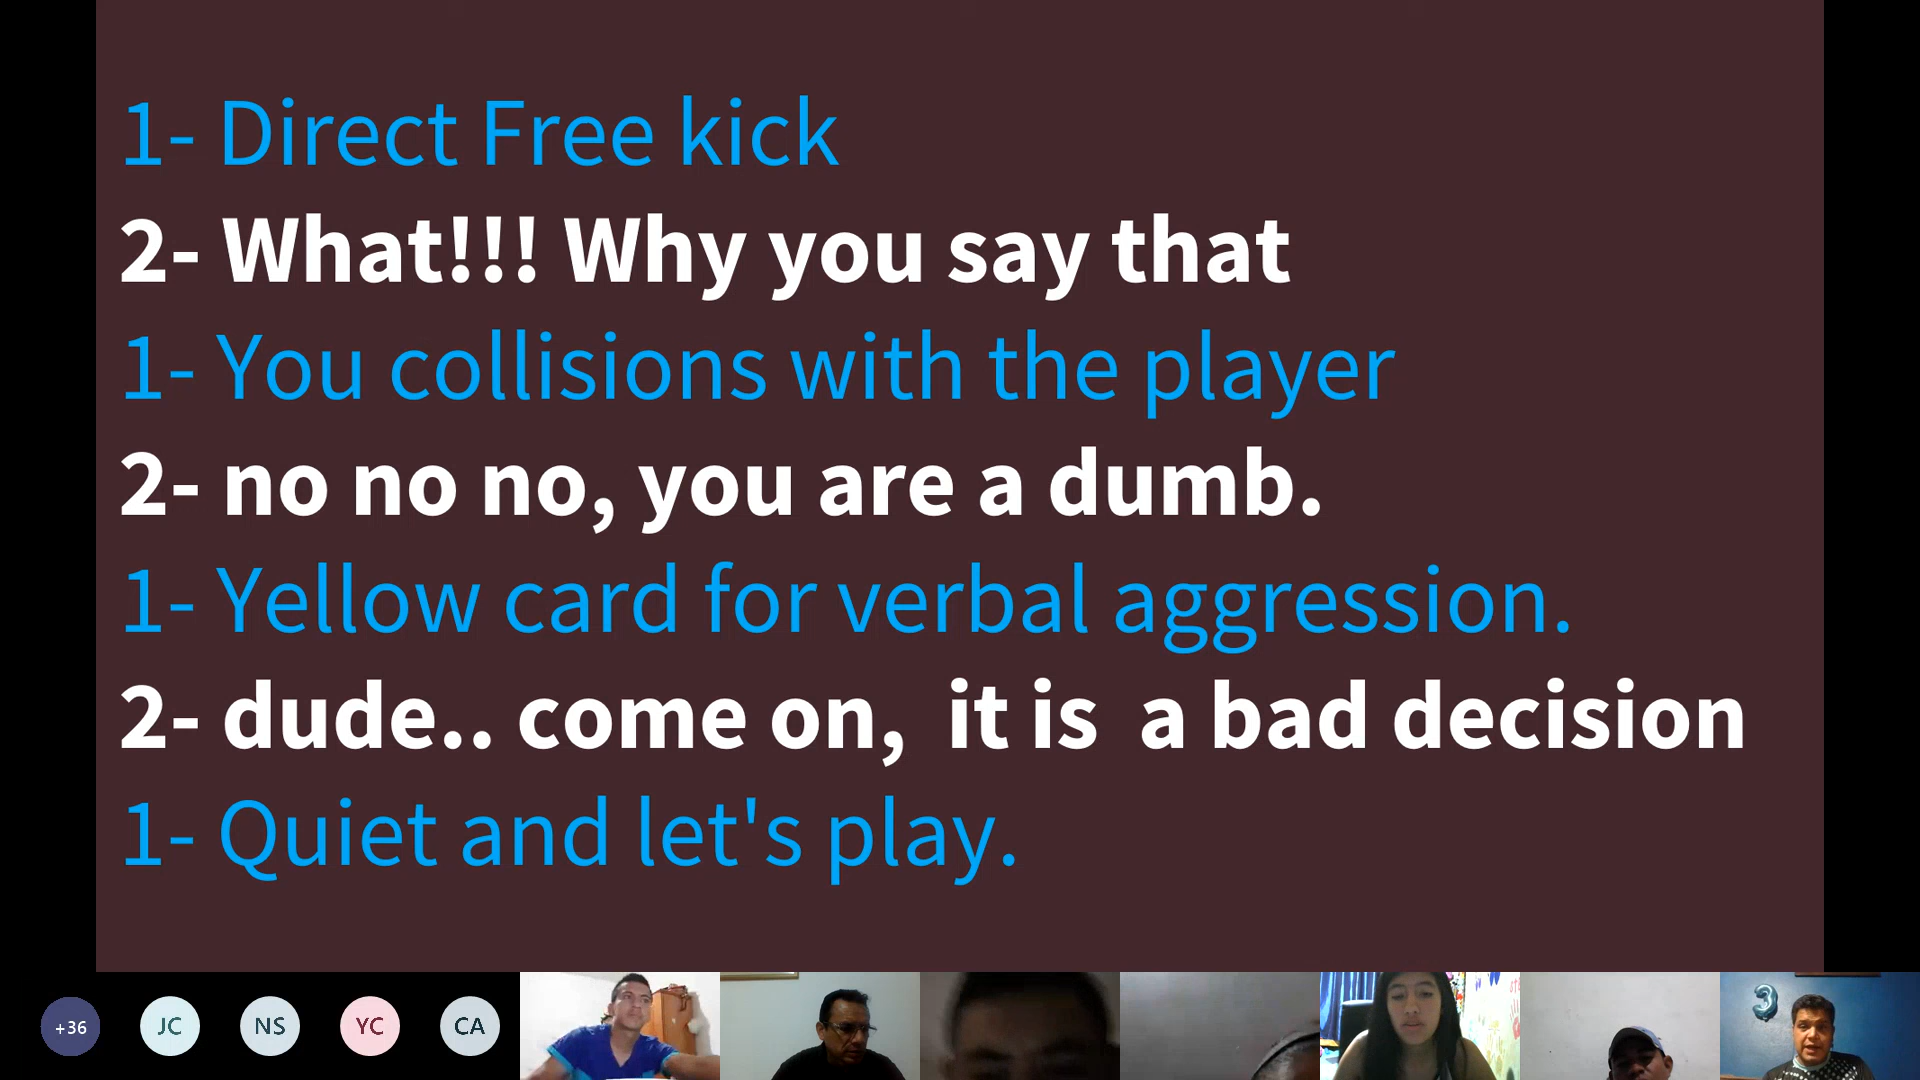 1- Direct Free kick
2- What!!! Why you say that
1- You collisions with the player
2- no no no, you are a dumb.
1- Yellow card for verbal aggression.
2- dude.. come on,  it is  a bad decision
1- Quiet and let's play.
+36 JC NS YC CA